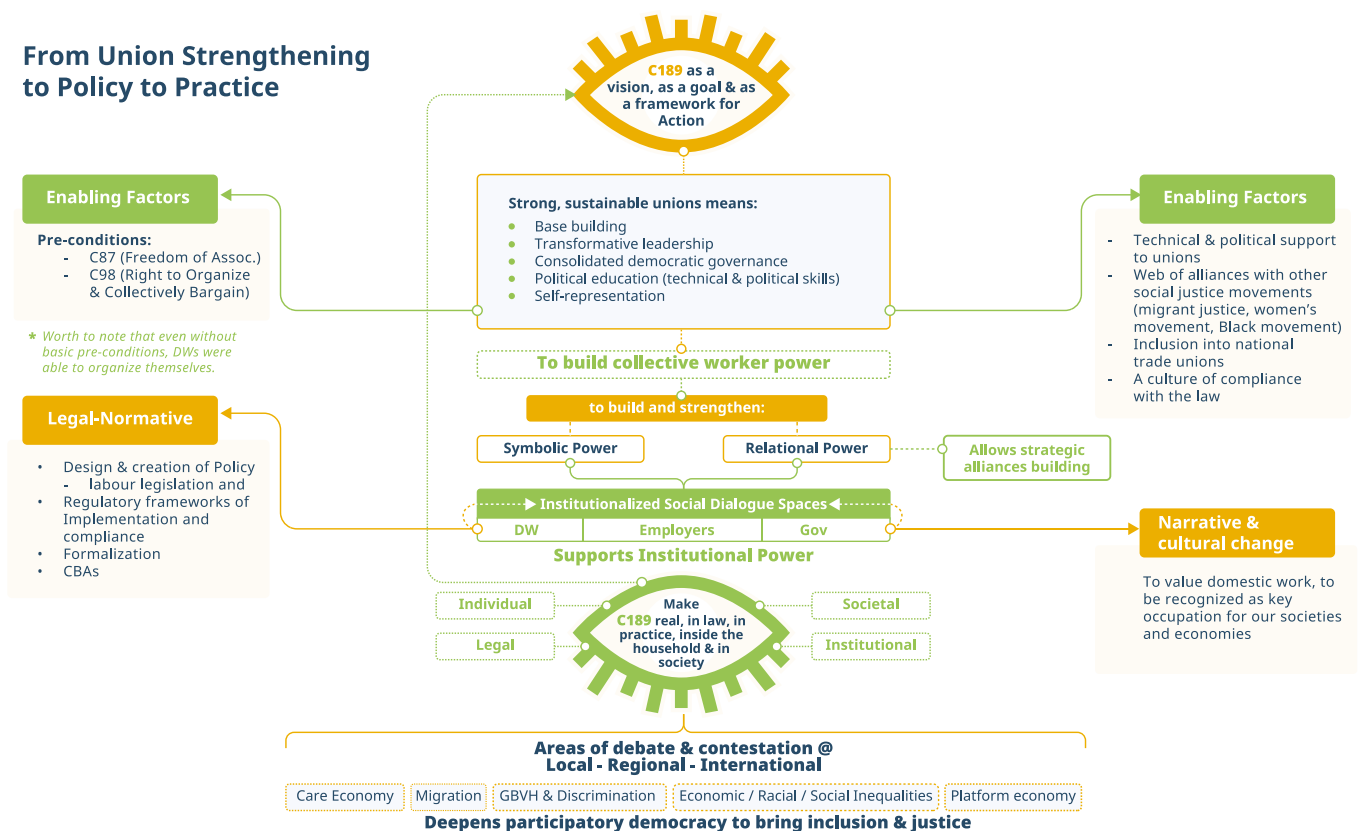 From Union Strengthening
to Policy to Practice
C189 as a
vision, as a goal & as
a framework for
Action
Enabling Factors
Pre-conditions:
- C87 (Freedom of Assoc.)
- C98 (Right to Organize
& Collectively Bargain)
* Worth to note that even without
basic pre-conditions, DWs were
able to organize themselves.
Legal-Normative
• Design & creation of Policy
- labour legislation and
• Regulatory frameworks of
Implementation and
compliance
• Formalization
• CBAs
Strong, sustainable unions means:
• Base building
• Transformative leadership
• Consolidated democratic governance
• Political education (technical & political skills)
• Self-representation
To build collective worker power
to build and strengthen:
Symbolic Power
Relational Power
Allows strategic
alliances building
Institutionalized Social Dialogue Spaces
DW
Employers
Gov
Supports Institutional Power
Enabling Factors
- Technical & political support
to unions
- Web of alliances with other
social justice movements
(migrant justice, women's
movement, Black movement)
- Inclusion into national
trade unions
- A culture of compliance
with the law
Narrative &
cultural change
To value domestic work, to
be recognized as key
occupation for our societies
and economies
Individual
Legal
Make
C189 real, in law, in
practice, inside the
household & in
society
Societal
Institutional
Areas of debate & contestation @
Local - Regional - International
Care Economy
Migration
GBVH & Discrimination
Economic / Racial / Social Inequalities
Platform economy
Deepens participatory democracy to bring inclusion & justice